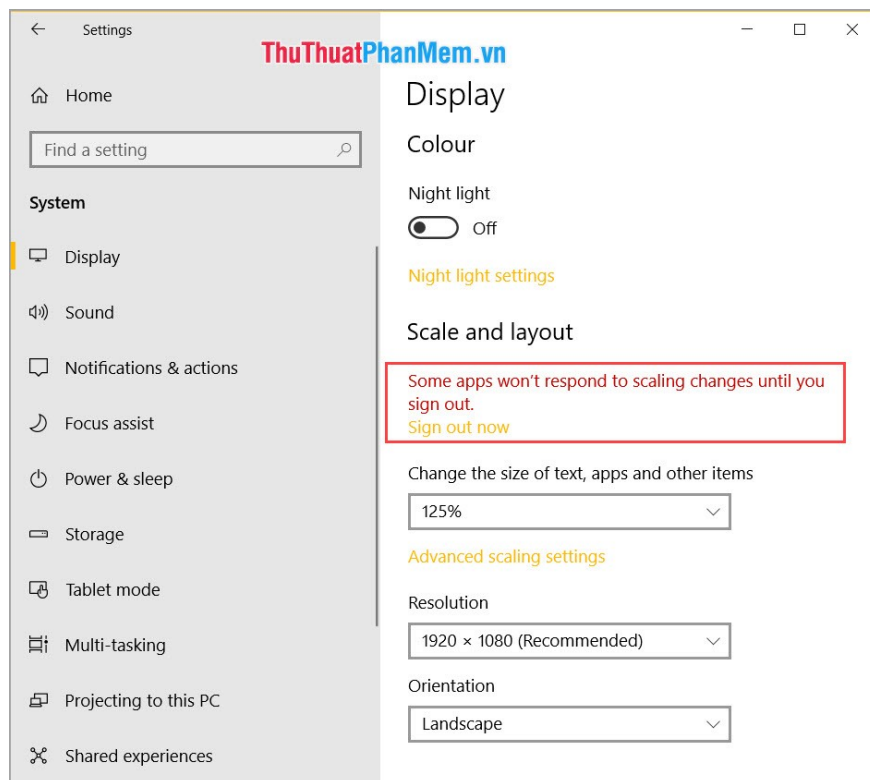 Settings
ThuThuatPhanMem.vn
Home
Find a setting
System
Display
Sound
Notifications & actions
Focus assist
Power & sleep
Storage
Tablet mode
Multi-tasking
Projecting to this PC
Shared experiences
Display
Colour
Night light
Off
Night light settings
Scale and layout
Some apps won't respond to scaling changes until you
sign out.
Sign out now
Change the size of text, apps and other items
125%
Advanced scaling settings
Resolution
1920 × 1080 (Recommended)
Orientation
Landscape